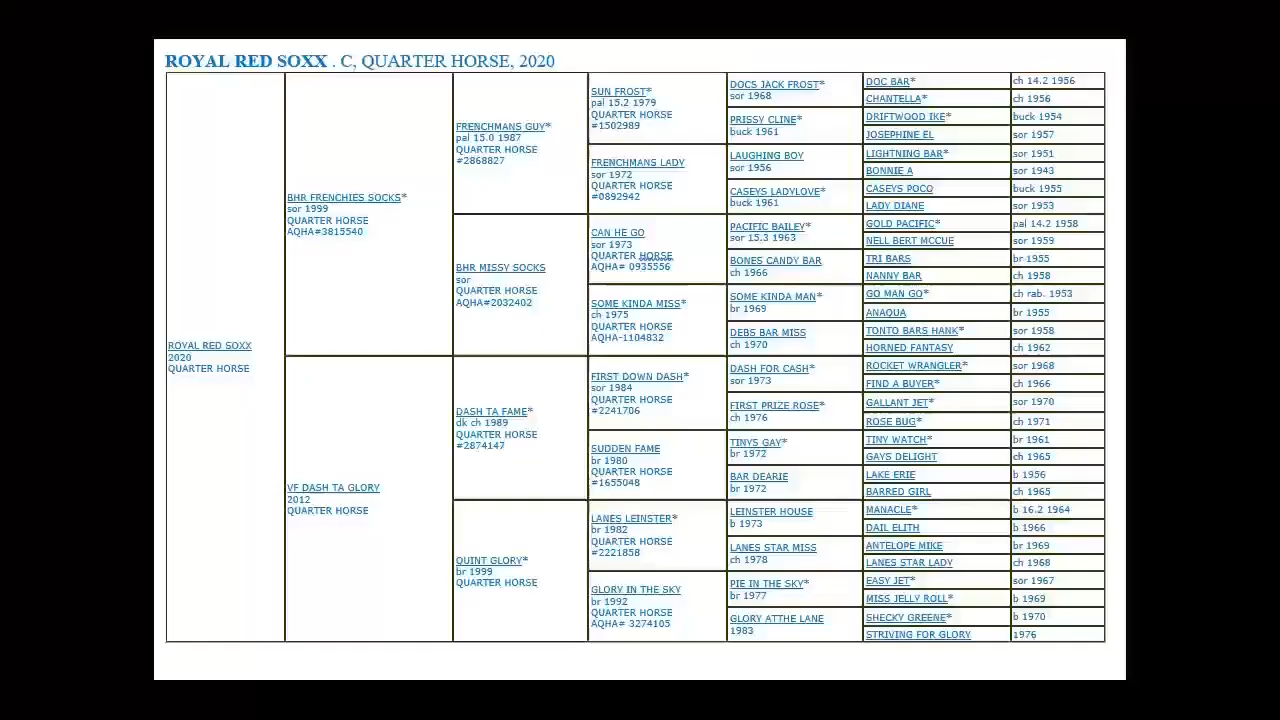 ROYAL RED SOXX . C, QUARTER HORSE, 2020
ROYAL RED SOXX
2020
QUARTER HORSE
BHR FRENCHIES SOCKS*
sor 1999
QUARTER HORSE
AQHA#3815540
VF DASH TA GLORY
2012
QUARTER HORSE
FRENCHMANS GUY*
pal 15.0 1987
QUARTER HORSE
#2868827
BHR MISSY SOCKS
sor
QUARTER HORSE
AQHA#2032402
DASH TA FAME*
dk ch 1989
QUARTER HORSE
#2874147
QUINT GLORY*
br 1999
QUARTER HORSE
SUN FROST*
pal 15.2 1979
QUARTER HORSE
#1502989
FRENCHMANS LADY
sor 1972
QUARTER HORSE
#0892942
CAN HE GO
sor 1973
QUARTER HORSE
AQHA# 0935556
SOME KINDA MISS*
ch 1975
QUARTER HORSE
AQHA-1104832
FIRST DOWN DASH*
sor 1984
QUARTER HORSE
#2241706
SUDDEN FAME
br 1980
QUARTER HORSE
#1655048
LANES LEINSTER*
br 1982
QUARTER HORSE
#2221858
GLORY IN THE SKY
br 1992
QUARTER HORSE
AQHA# 3274105
DOCS JACK FROST*
sor 1968
PRISSY CLINE*
buck 1961
LAUGHING BOY
sor 1956
CASEYS LADYLOVE*
buck 1961
PACIFIC BAILEY*
sor 15.3 1963
BONES CANDY BAR
ch 1966
SOME KINDA MAN*
br 1969
DEBS BAR MISS
ch 1970
DASH FOR CASH*
sor 1973
FIRST PRIZE ROSE*
ch 1976
TINYS GAY*
br 1972
BAR DEARIE
br 1972
LEINSTER HOUSE
b 1973
LANES STAR MISS
ch 1978
PIE IN THE SKY*
br 1977
GLORY ATTHE LANE
1983
DOC BAR* ch 14.2 1956
CHANTELLA* ch 1956
DRIFTWOOD IKE* buck 1954
JOSEPHINE EL sor 1957
LIGHTNING BAR* sor 1951
BONNIE A sor 1943
CASEYS POCO buck 1955
LADY DIANE sor 1953
GOLD PACIFIC* pal 14.2 1958
NELL BERT MCCUE sor 1959
TRI BARS br 1955
NANNY BAR ch 1958
GO MAN GO* ch rab. 1953
ANAQUA br 1955
TONTO BARS HANK* sor 1958
HORNED FANTASY ch 1962
ROCKET WRANGLER* sor 1968
FIND A BUYER* ch 1966
GALLANT JET* sor 1970
ROSE BUG* ch 1971
TINY WATCH* br 1961
GAYS DELIGHT ch 1965
LAKE ERIE b 1956
BARRED GIRL ch 1965
MANACLE* b 16.2 1964
DAIL ELITH b 1966
ANTELOPE MIKE br 1969
LANES STAR LADY ch 1968
EASY JET* sor 1967
MISS JELLY ROLL* b 1969
SHECKY GREENE* b 1970
STRIVING FOR GLORY 1976